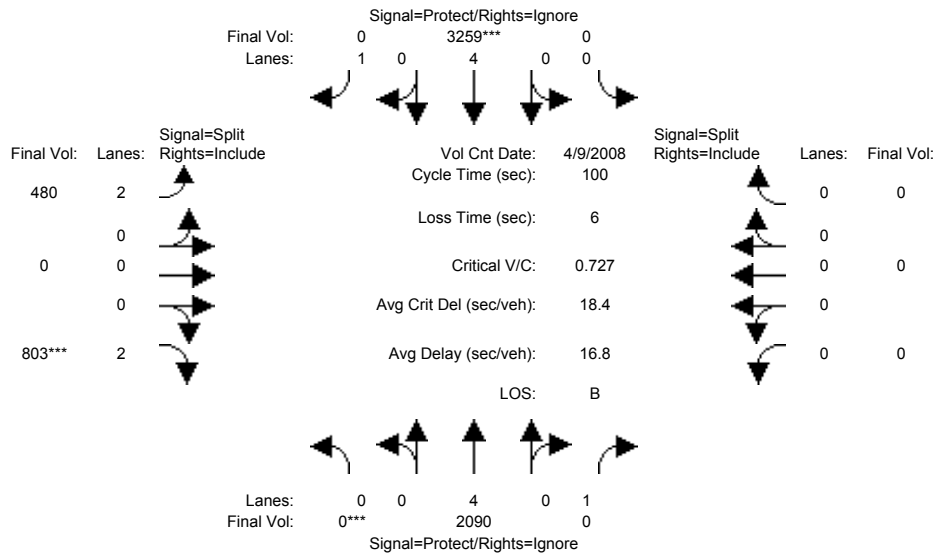 Signal=Protect/Rights=Ignore
Final Vol: 0 3259*** 0
Lanes: 1 0 4 0 0
Signal=Split Signal=Split
Final Vol: Lanes: Rights=Include Vol Cnt Date: 4/9/2008 Rights=Include Lanes: Final Vol:
Cycle Time (sec): 100
480 2 0 0
Loss Time (sec): 6
0 0
0 0 Critical V/C: 0.727 0 0
0 Avg Crit Del (sec/veh): 18.4 0
803*** 2 Avg Delay (sec/veh): 16.8 0 0
LOS: B
Lanes: 0 0 4 0 1
Final Vol: 0*** 2090 0
Signal=Protect/Rights=Ignore